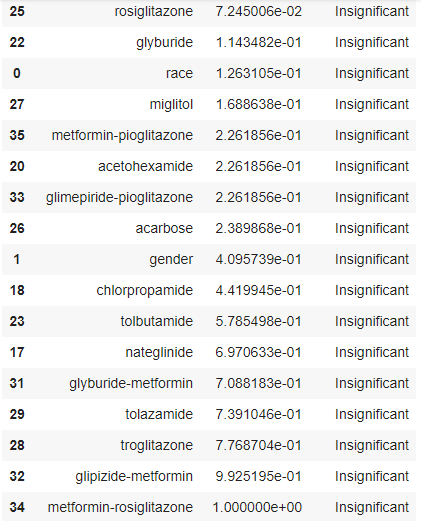 25 rosiglitazone 7.245006e-02 Insignificant
22 glyburide 1.143482e-01 Insignificant
0 race 1.263105e-01 Insignificant
27 miglitol 1.688638e-01 Insignificant
35 metformin-pioglitazone 2.261856e-01 Insignificant
20 acetohexamide 2.261856e-01 Insignificant
33 glimepiride-pioglitazone 2.261856e-01 Insignificant
26 acarbose 2.389868e-01 Insignificant
1 gender 4.095739e-01 Insignificant
18 chlorpropamide 4.419945e-01 Insignificant
23 tolbutamide 5.785498e-01 Insignificant
17 nateglinide 6.970633e-01 Insignificant
31 glyburide-metformin 7.088183e-01 Insignificant
29 tolazamide 7.391046e-01 Insignificant
28 troglitazone 7.768704e-01 Insignificant
32 glipizide-metformin 9.925195e-01 Insignificant
34 metformin-rosiglitazone 1.000000e+00 Insignificant